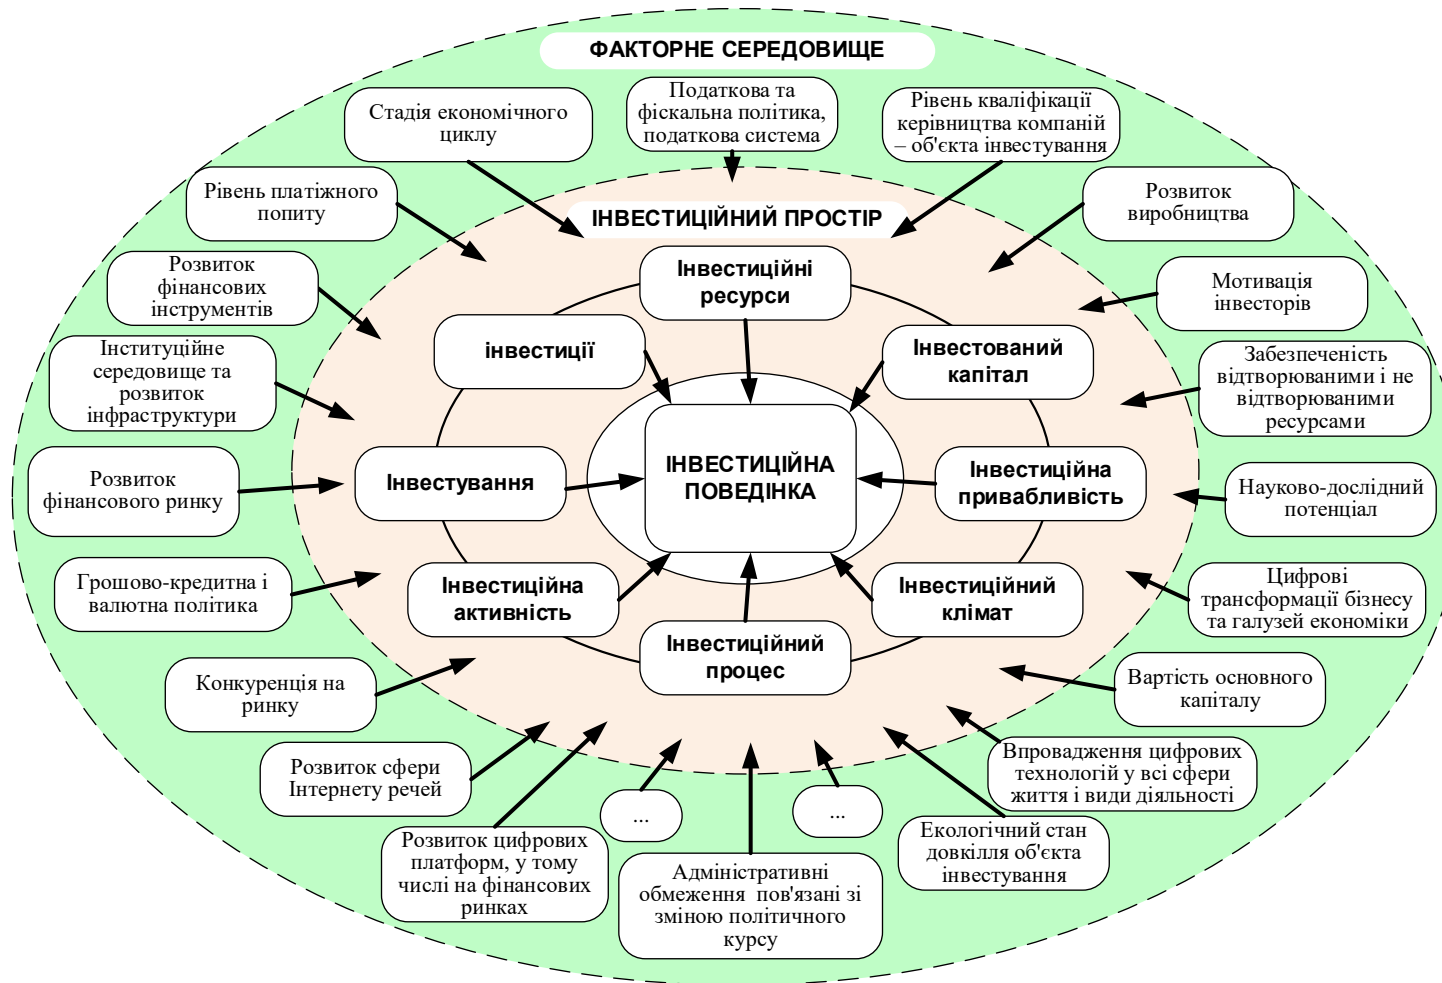 ФАКТОРНЕ СЕРЕДОВИЩЕ
Стадія економічного
циклу
Податкова та
фіскальна політика,
податкова система
Рівень кваліфікації
керівництва компаній
– об'єкта інвестування
Рівень платіжного
попиту
Розвиток
виробництва
ІНВЕСТИЦІЙНИЙ ПРОСТІР
Розвиток
фінансових
інструментів
Інвестиційні
ресурси
Мотивація
інвесторів
Інституційне
середовище та
розвиток
інфраструктури
інвестиції
Інвестований
капітал
Забезпеченість
відтворюваними і не
відтворюваними
ресурсами
Розвиток
фінансового ринку
Інвестування
ІНВЕСТИЦІЙНА
ПОВЕДІНКА
Інвестиційна
привабливість
Науково-дослідний
потенціал
Грошово-кредитна і
валютна політика
Інвестиційна
активність
Інвестиційний
процес
Інвестиційний
клімат
Цифрові
трансформації бізнесу
та галузей економіки
Конкуренція на
ринку
Вартість основного
капіталу
Розвиток сфери
Інтернету речей
...
...
Впровадження цифрових
технологій у всі сфери
життя і види діяльності
Розвиток цифрових
платформ, у тому
числі на фінансових
ринках
Адміністративні
обмеження  пов'язані зі
зміною політичного
курсу
Екологічний стан
довкілля об'єкта
інвестування